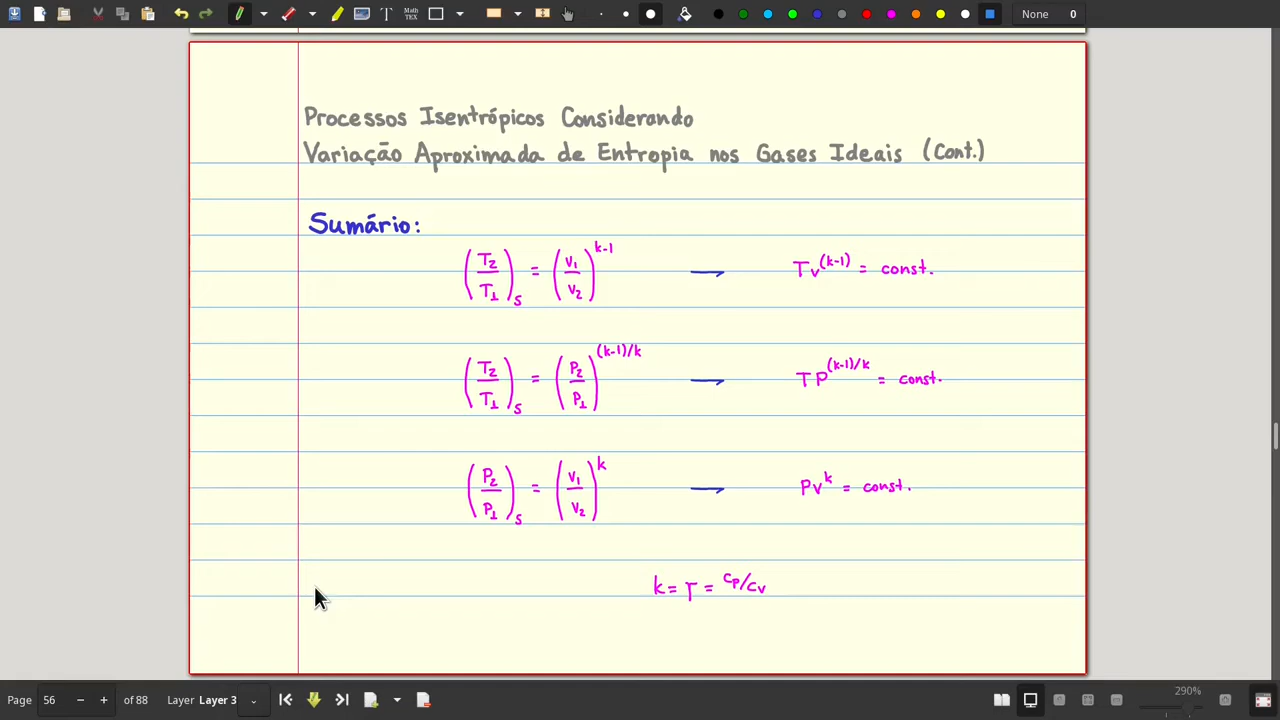 Math
TEX
None 0
Processos Isentrópicos Considerando
Variação Aproximada de Entropia nos Gases Ideais (Cont.)
Sumário:
(T₂/T₁)ₛ = (v₁/v₂)^(k-1) → Tv^(k-1) = const.
(T₂/T₁)ₛ = (P₂/P₁)^((k-1)/k) → TP^((k-1)/k) = const.
(P₂/P₁)ₛ = (v₁/v₂)^k → Pv^k = const.
k = γ = cp/cv
290%
Page 56 − + of 88 Layer Layer 3